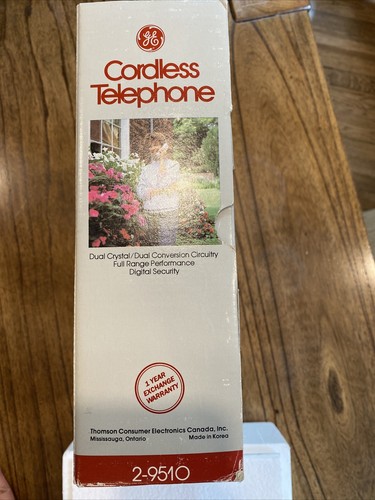 GE
Cordless
Telephone
Dual Crystal/Dual Conversion Circuitry
Full Range Performance
Digital Security
1 YEAR
EXCHANGE
WARRANTY
Thomson Consumer Electronics Canada, Inc.
Mississauga, Ontario Made in Korea
2-9510